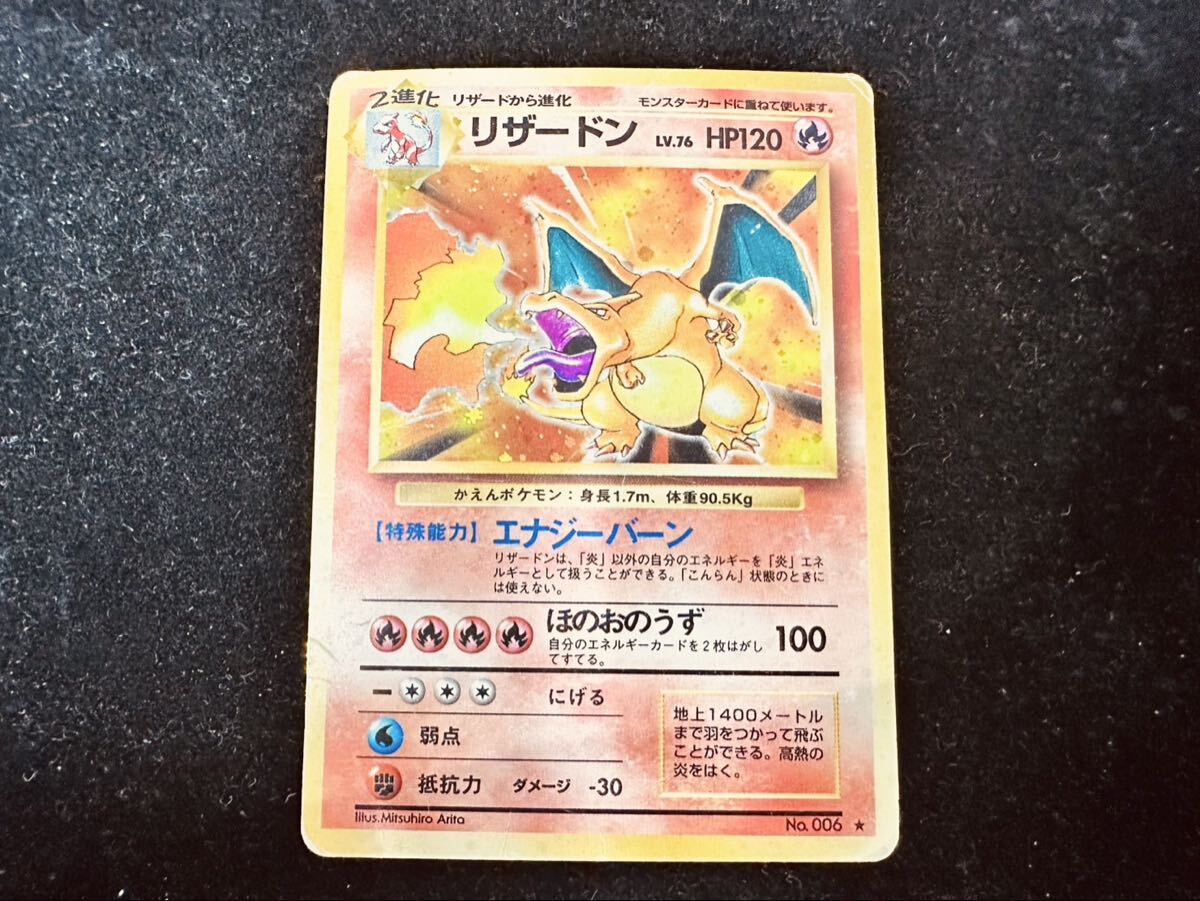 2進化 リザードから進化 モンスターカードに重ねて使います。
リザードン LV.76 HP120
かえんポケモン：身長1.7m、体重90.5Kg
【特殊能力】エナジーバーン
リザードンは、「炎」以外の自分のエネルギーを「炎」エネ
ルギーとして扱うことができる。「こんらん」状態のときに
は使えない。
ほのおのうず 100
自分のエネルギーカードを2枚はがし
てすてる。
にげる
弱点
抵抗力 ダメージ -30
地上1400メートル
まで羽をつかって飛ぶ
ことができる。高熱の
炎をはく。
Illus.Mitsuhiro Arita
No.006 ★